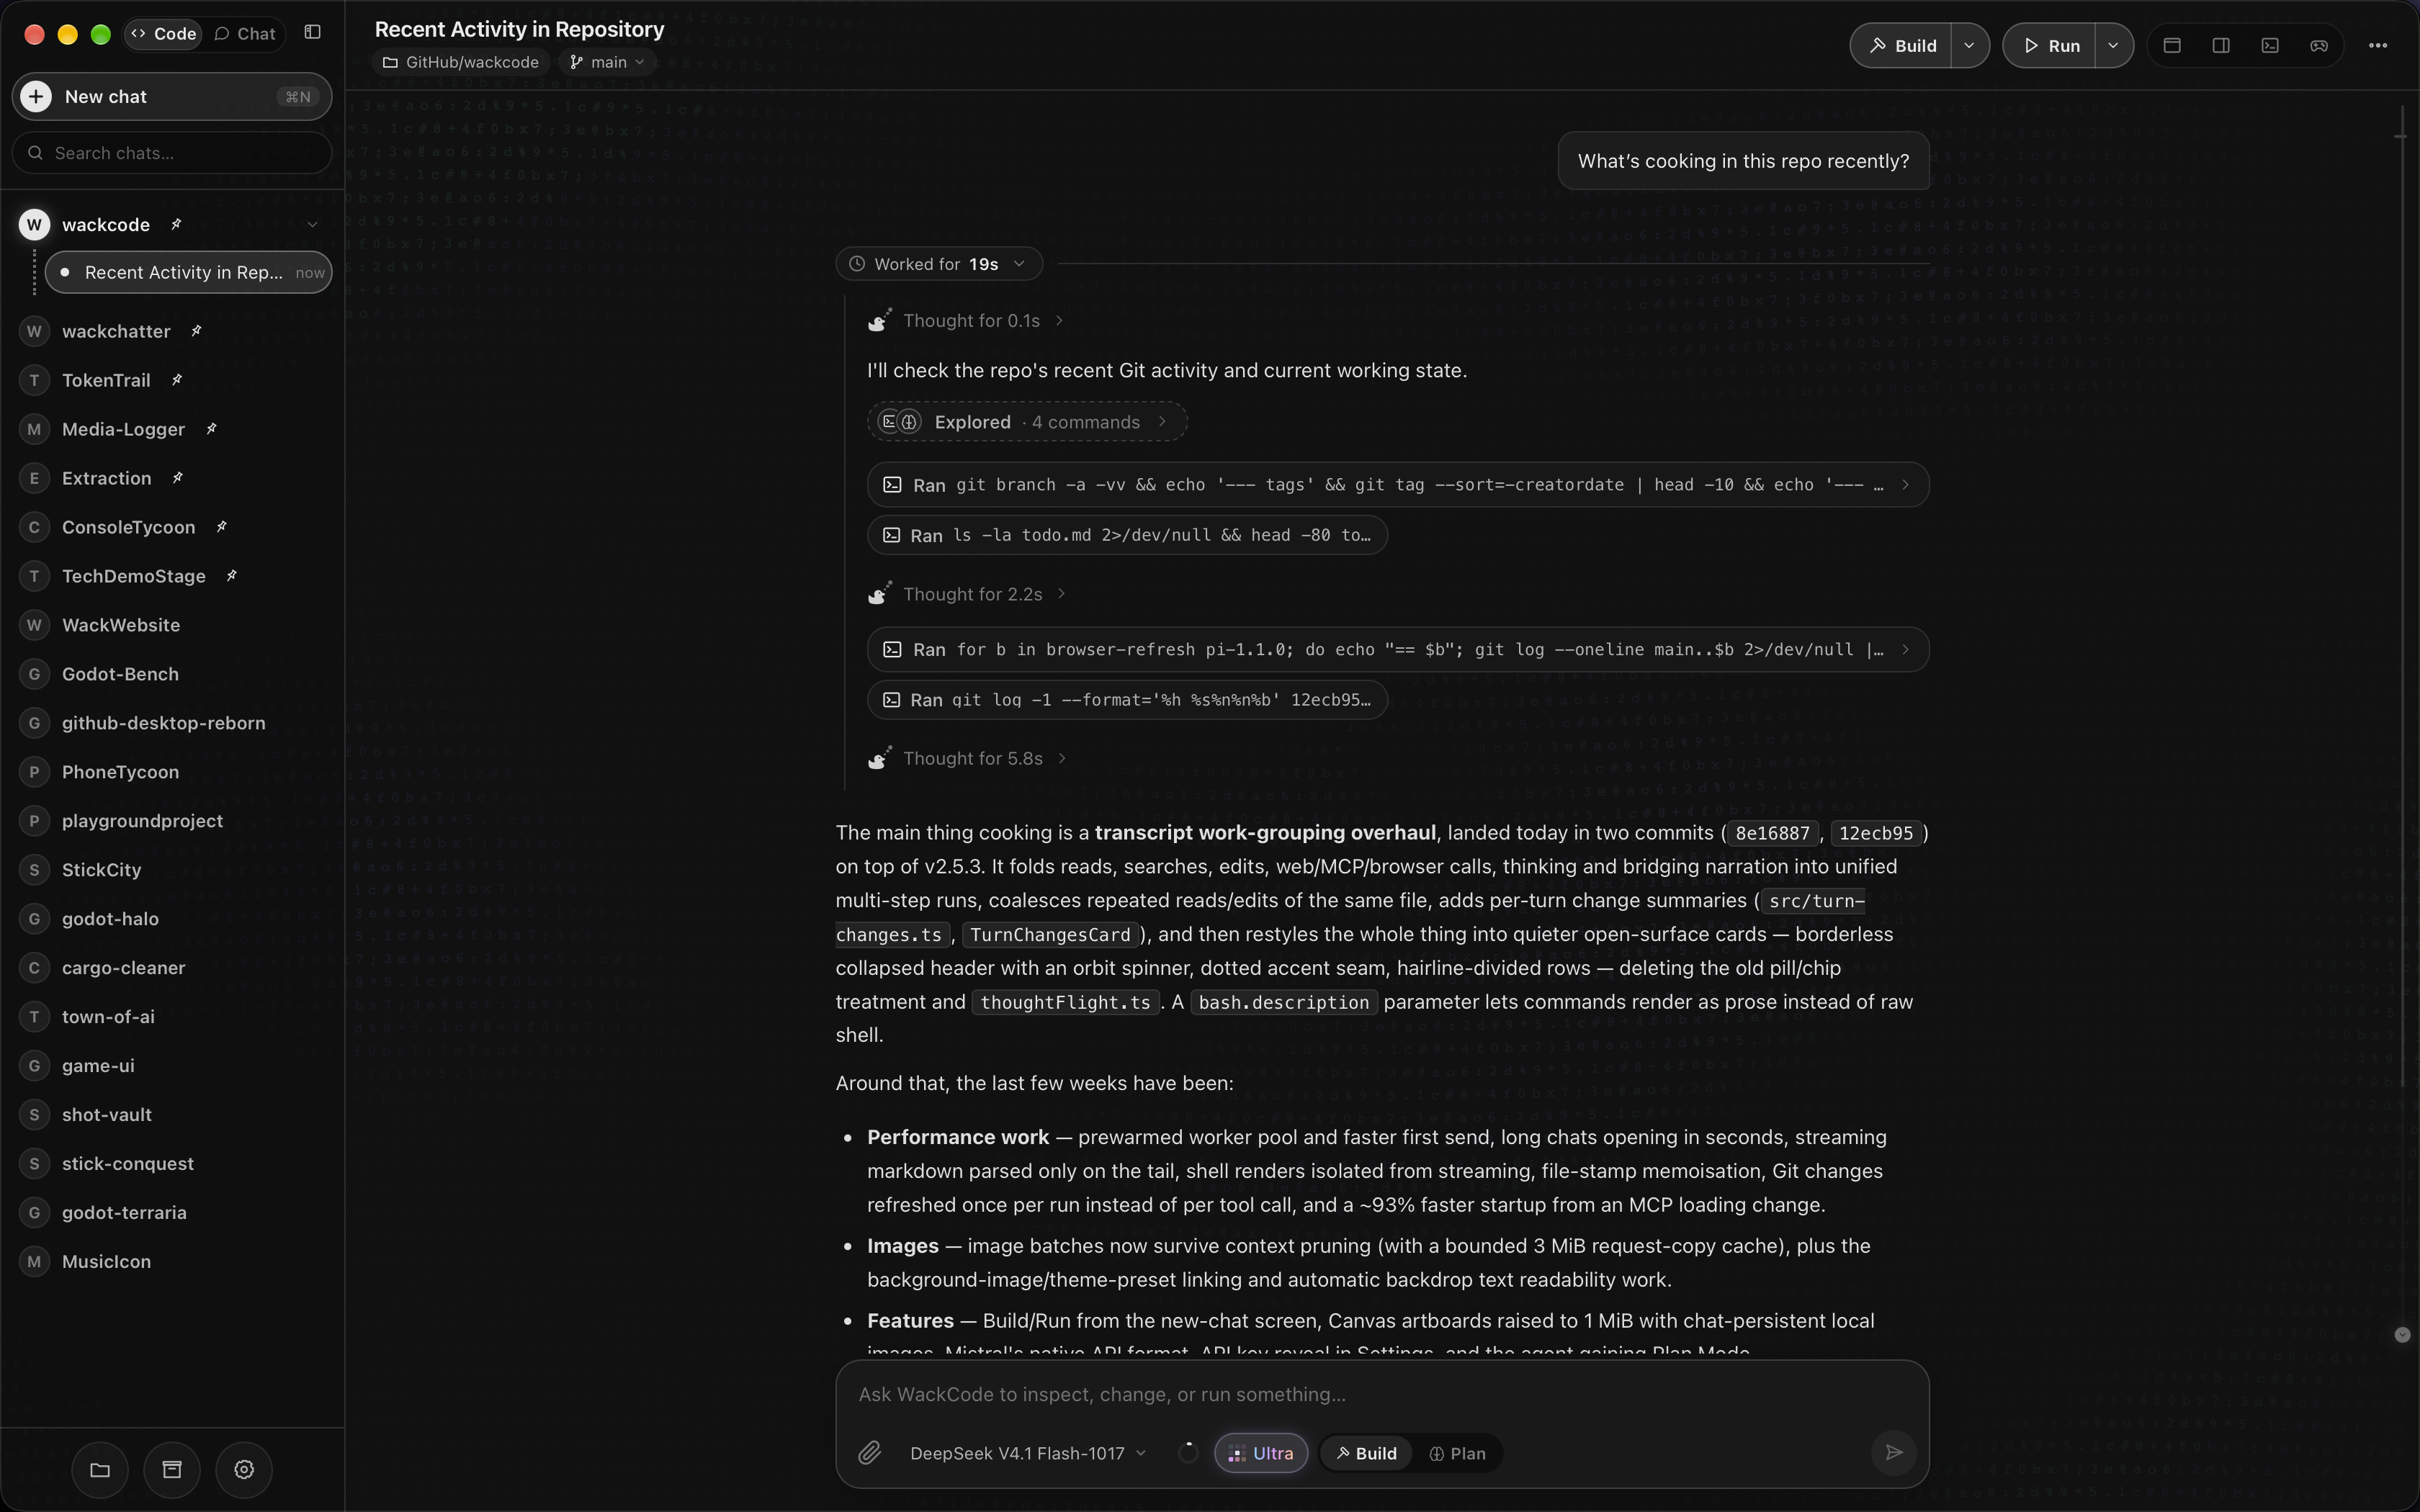 Code
Chat
Recent Activity in Repository
GitHub/wackcode
main
Build
Run
New chat
⌘N
Search chats...
W wackcode
Recent Activity in Rep... now
W wackchatter
T TokenTrail
M Media-Logger
E Extraction
C ConsoleTycoon
T TechDemoStage
W WackWebsite
G Godot-Bench
G github-desktop-reborn
P PhoneTycoon
P playgroundproject
S StickCity
G godot-halo
C cargo-cleaner
T town-of-ai
G game-ui
S shot-vault
S stick-conquest
G godot-terraria
M MusicIcon
What's cooking in this repo recently?
Worked for 19s
Thought for 0.1s
I'll check the repo's recent Git activity and current working state.
Explored · 4 commands
Ran git branch -a -vv && echo '--- tags' && git tag --sort=-creatordate | head -10 && echo '--- …
Ran ls -la todo.md 2>/dev/null && head -80 to…
Thought for 2.2s
Ran for b in browser-refresh pi-1.1.0; do echo "== $b"; git log --oneline main..$b 2>/dev/null |…
Ran git log -1 --format='%h %s%n%n%b' 12ecb95…
Thought for 5.8s
The main thing cooking is a transcript work-grouping overhaul, landed today in two commits (8e16887, 12ecb95)
on top of v2.5.3. It folds reads, searches, edits, web/MCP/browser calls, thinking and bridging narration into unified
multi-step runs, coalesces repeated reads/edits of the same file, adds per-turn change summaries (src/turn-
changes.ts, TurnChangesCard), and then restyles the whole thing into quieter open-surface cards — borderless
collapsed header with an orbit spinner, dotted accent seam, hairline-divided rows — deleting the old pill/chip
treatment and thoughtFlight.ts. A bash.description parameter lets commands render as prose instead of raw
shell.
Around that, the last few weeks have been:
• Performance work — prewarmed worker pool and faster first send, long chats opening in seconds, streaming
markdown parsed only on the tail, shell renders isolated from streaming, file-stamp memoisation, Git changes
refreshed once per run instead of per tool call, and a ~93% faster startup from an MCP loading change.
• Images — image batches now survive context pruning (with a bounded 3 MiB request-copy cache), plus the
background-image/theme-preset linking and automatic backdrop text readability work.
• Features — Build/Run from the new-chat screen, Canvas artboards raised to 1 MiB with chat-persistent local
images, Mistral's native API format, API key reveal in Settings, and the agent gaining Plan Mode
Ask WackCode to inspect, change, or run something...
DeepSeek V4.1 Flash-1017
Ultra
Build
Plan